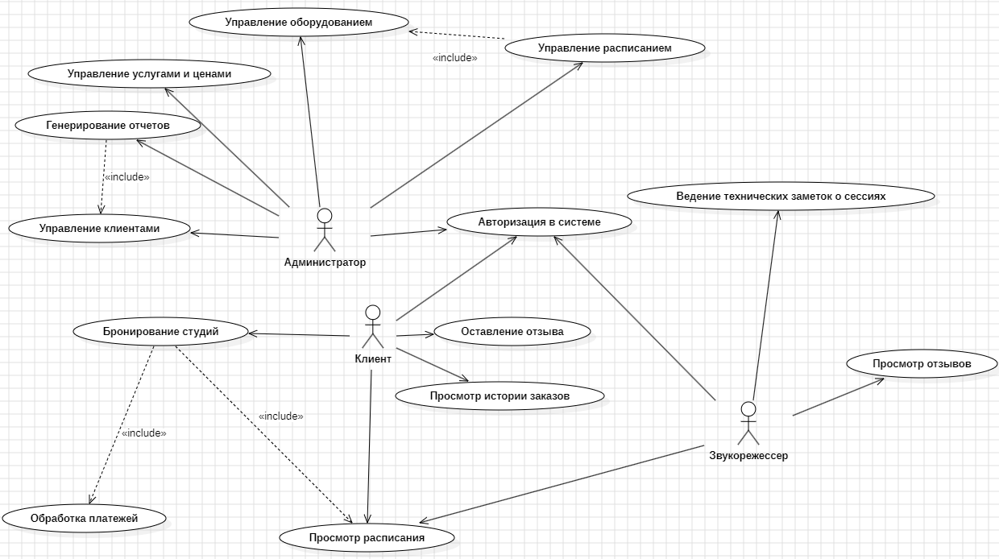 Управление оборудованием
Управление расписанием
«include»
Управление услугами и ценами
Генерирование отчетов
«include»
Ведение технических заметок о сессиях
Авторизация в системе
Управление клиентами
Администратор
Бронирование студий
Оставление отзыва
Клиент
Просмотр отзывов
Просмотр истории заказов
«include»
«include»
Звукорежессер
Обработка платежей
Просмотр расписания